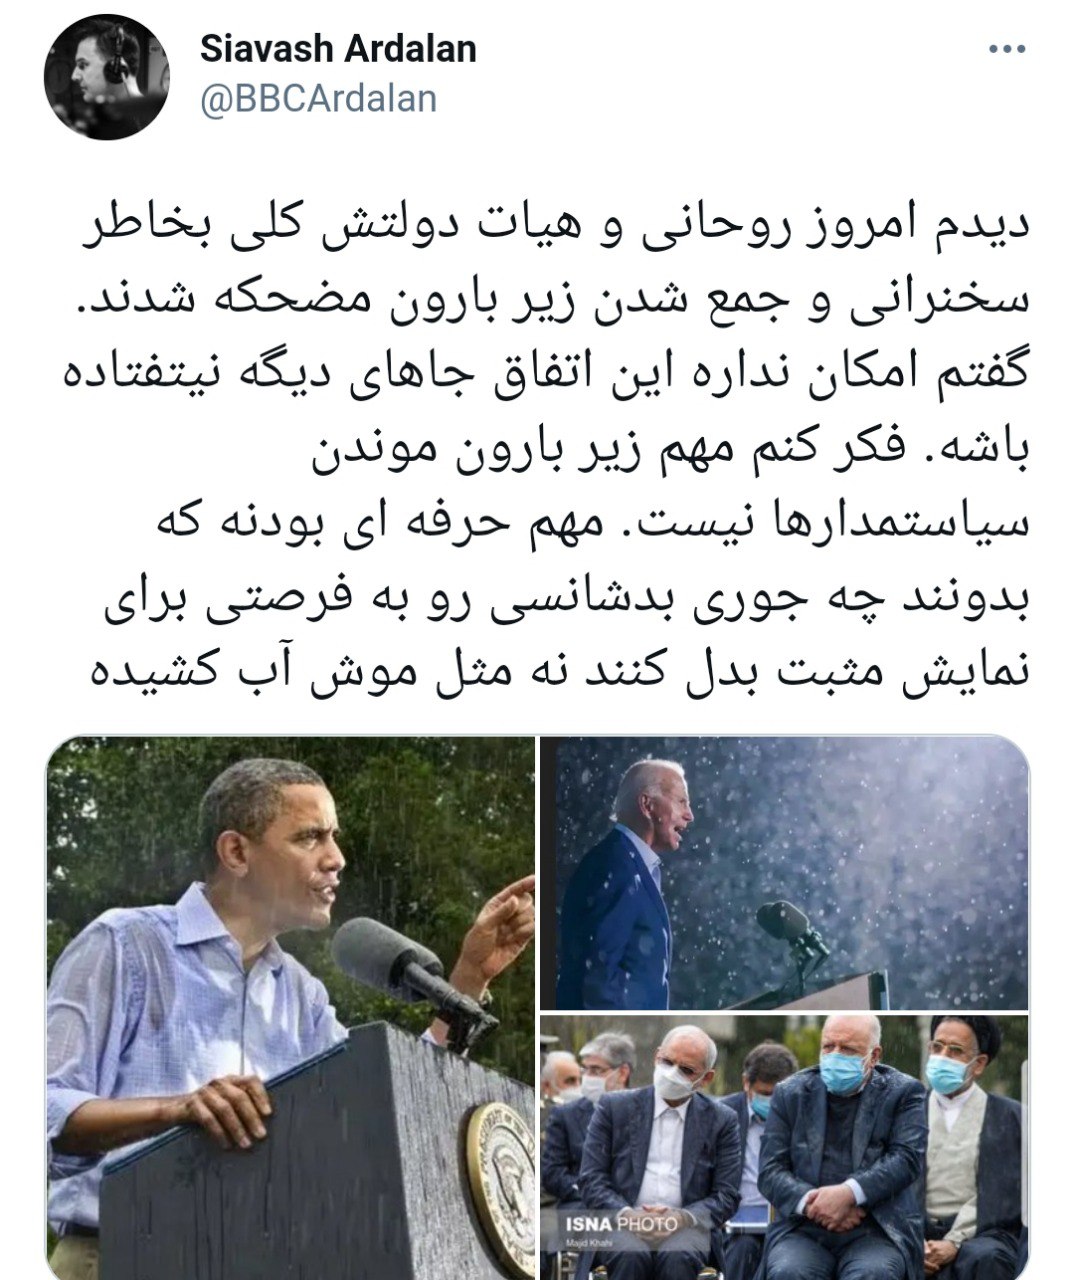 Siavash Ardalan
@BBCArdalan
دیدم امروز روحانی و هیات دولتش کلی بخاطر
سخنرانی و جمع شدن زیر بارون مضحکه شدند.
گفتم امکان نداره این اتفاق جاهای دیگه نیتفتاده
باشه. فکر کنم مهم زیر بارون موندن
سیاستمدارها نیست. مهم حرفه ای بودنه که
بدونند چه جوری بدشانسی رو به فرصتی برای
نمایش مثبت بدل کنند نه مثل موش آب کشیده
ISNA PHOTO
Majid Khahi